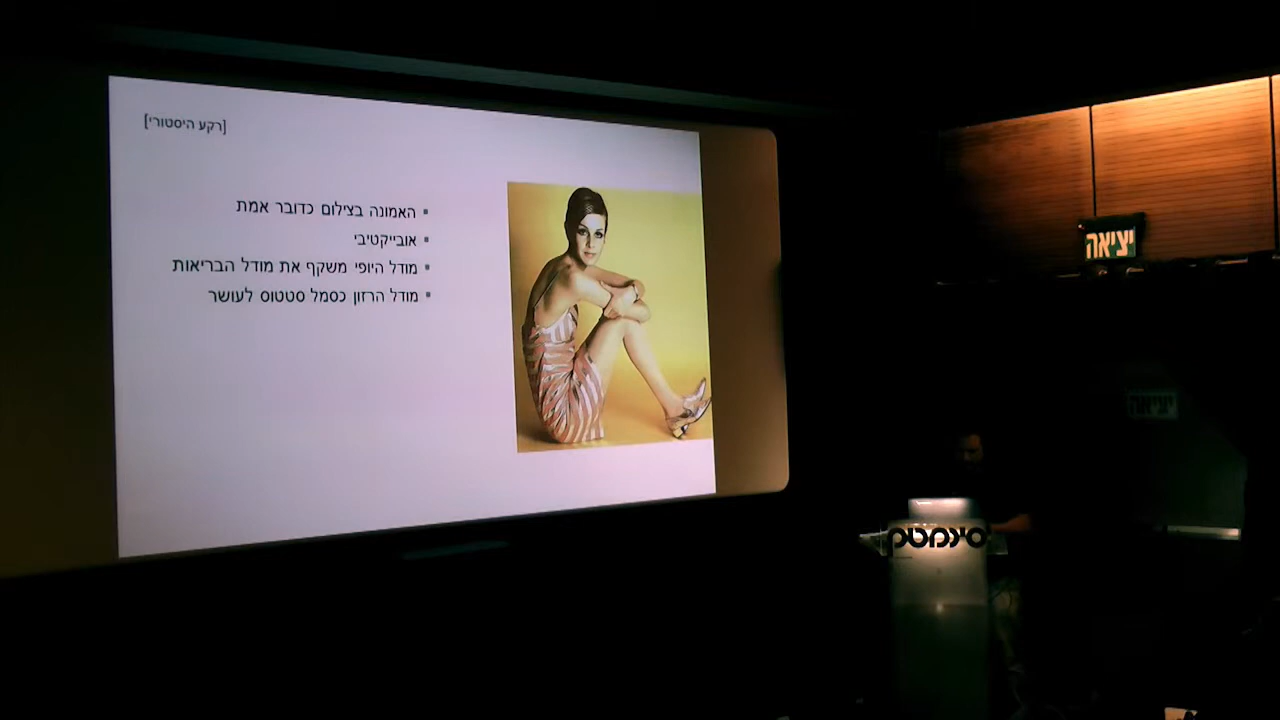 [רקע היסטורי]
▪ האמונה בצילום כדובר אמת
▪ אובייקטיבי
▪ מודל היופי משקף את מודל הבריאות
▪ מודל הרזון כסמל סטטוס לעושר
יציאה
יציאה
סינמטק